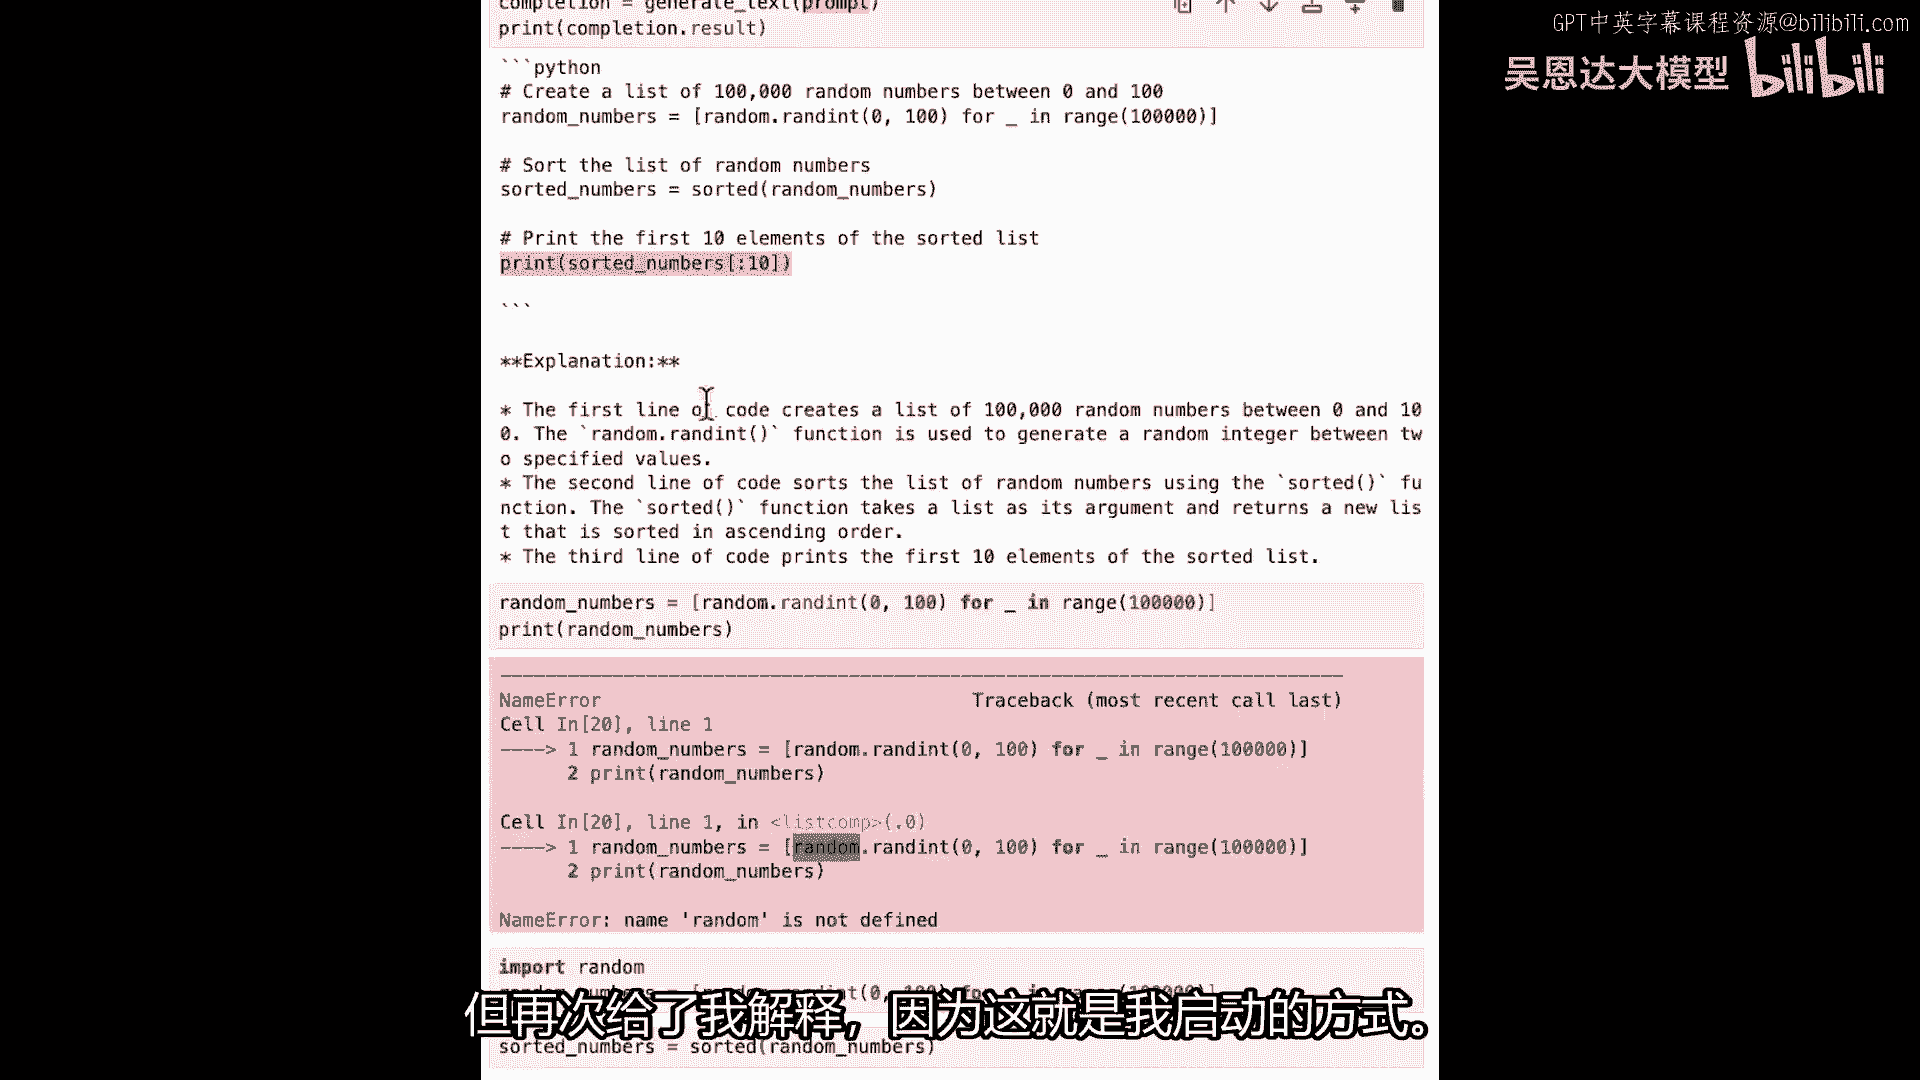 completion = generate_text(prompt)
print(completion.result)
GPT中英字幕课程资源@bilibili.com
吴恩达大模型 bilibili
```python
# Create a list of 100,000 random numbers between 0 and 100
random_numbers = [random.randint(0, 100) for _ in range(100000)]
# Sort the list of random numbers
sorted_numbers = sorted(random_numbers)
# Print the first 10 elements of the sorted list
print(sorted_numbers[:10])
```
**Explanation:**
* The first line of code creates a list of 100,000 random numbers between 0 and 10
0. The `random.randint()` function is used to generate a random integer between tw
o specified values.
* The second line of code sorts the list of random numbers using the `sorted()` fu
nction. The `sorted()` function takes a list as its argument and returns a new lis
t that is sorted in ascending order.
* The third line of code prints the first 10 elements of the sorted list.
random_numbers = [random.randint(0, 100) for _ in range(100000)]
print(random_numbers)
NameError Traceback (most recent call last)
Cell In[20], line 1
----> 1 random_numbers = [random.randint(0, 100) for _ in range(100000)]
2 print(random_numbers)
Cell In[20], line 1, in <listcomp>(.0)
----> 1 random_numbers = [random.randint(0, 100) for _ in range(100000)]
2 print(random_numbers)
NameError: name 'random' is not defined
import random
但再次给了我解释，因为这就是我启动的方式。
sorted_numbers = sorted(random_numbers)